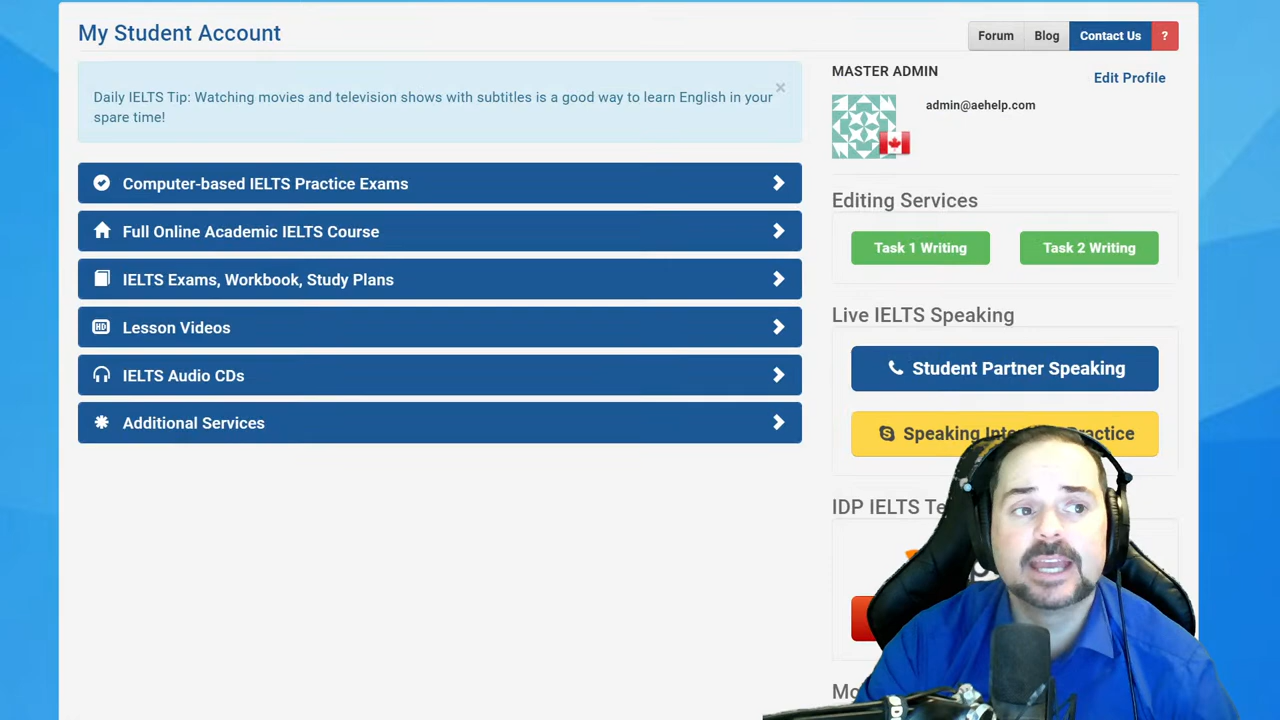 My Student Account
Forum
Blog
Contact Us
?
Daily IELTS Tip: Watching movies and television shows with subtitles is a good way to learn English in your
spare time!
×
MASTER ADMIN
Edit Profile
admin@aehelp.com
Computer-based IELTS Practice Exams
Full Online Academic IELTS Course
IELTS Exams, Workbook, Study Plans
HD Lesson Videos
IELTS Audio CDs
Additional Services
Editing Services
Task 1 Writing
Task 2 Writing
Live IELTS Speaking
Student Partner Speaking
Speaking
IDP IELTS